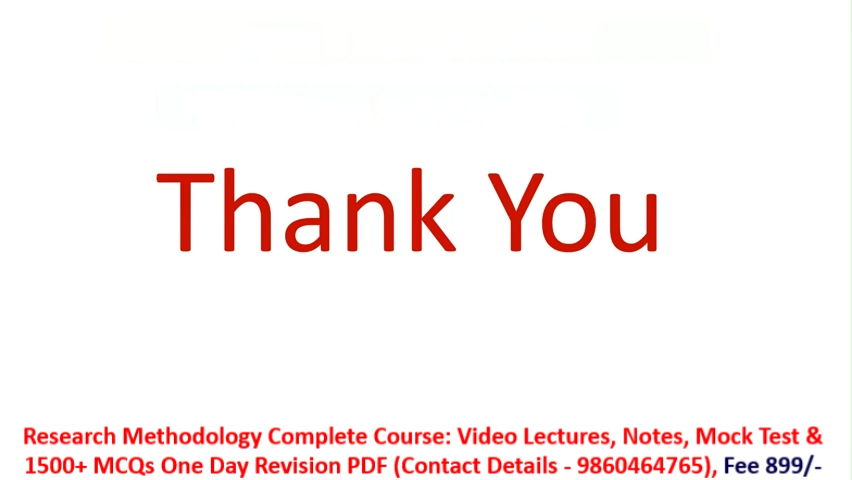 Thank You
Research Methodology Complete Course: Video Lectures, Notes, Mock Test &
1500+ MCQs One Day Revision PDF (Contact Details - 9860464765), Fee 899/-